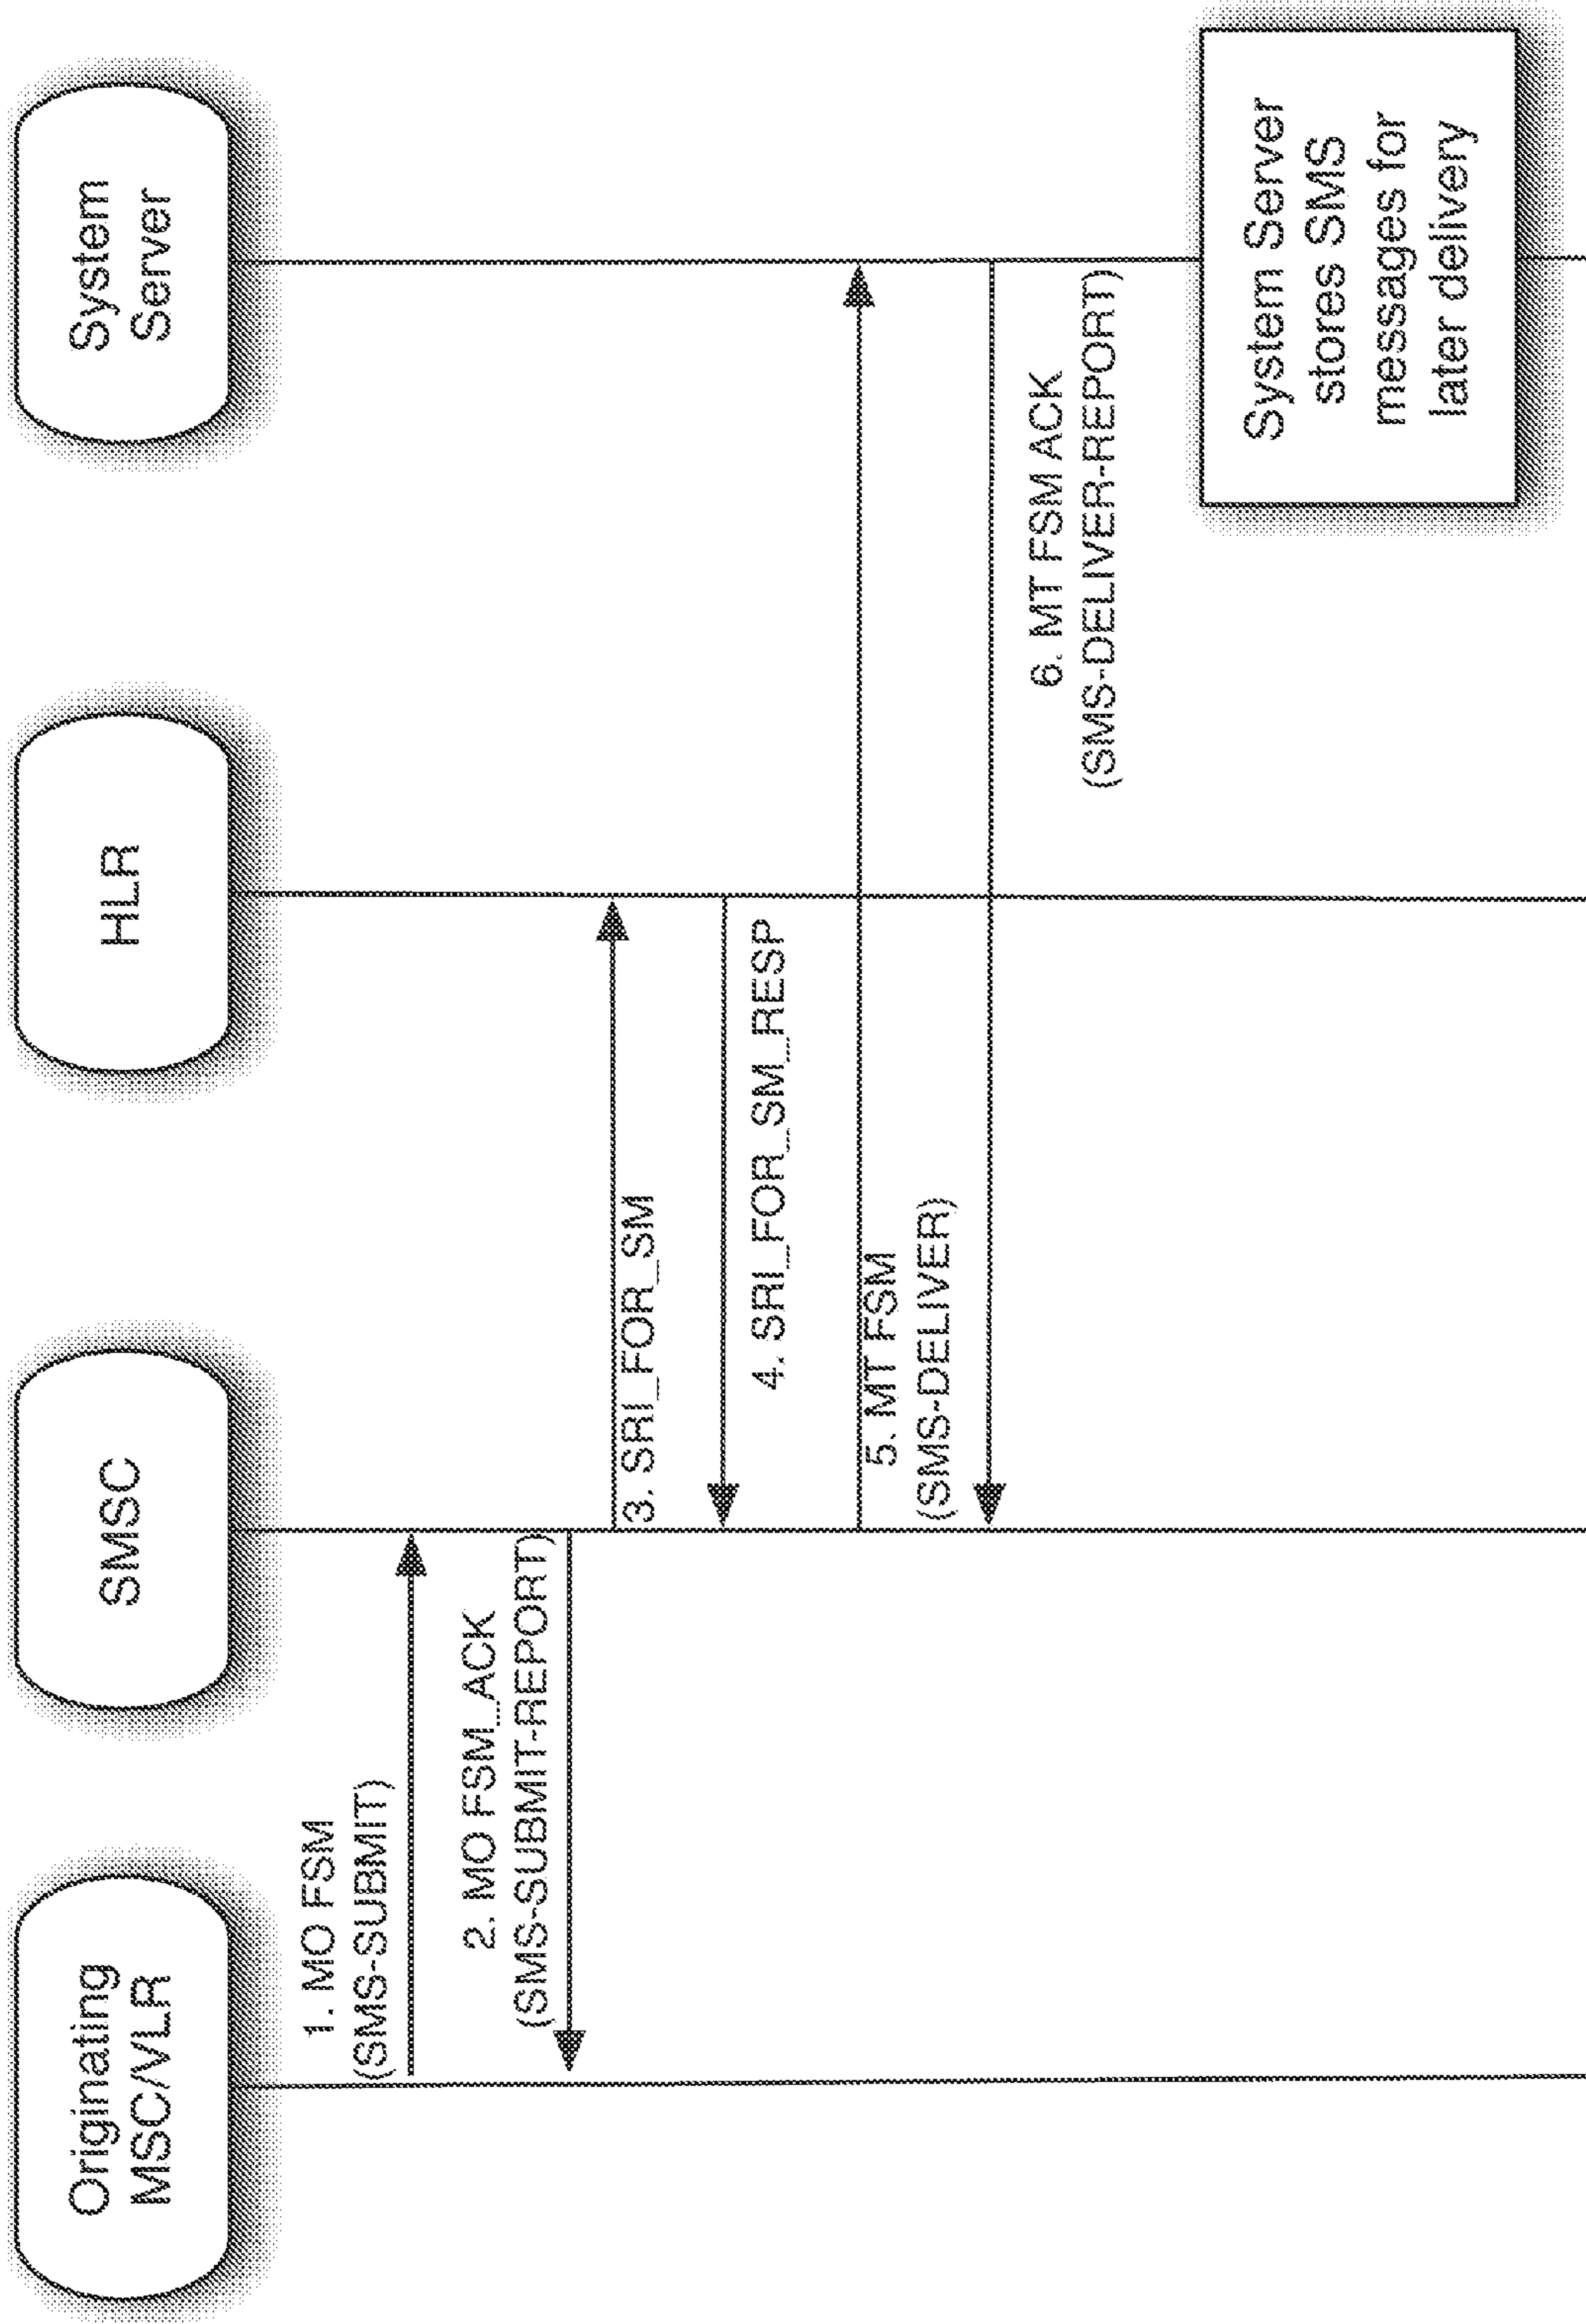 Originating
MSC/VLR
SMSC
HLR
System
Server
1. MO FSM
(SMS-SUBMIT)
2. MO FSM_ACK
(SMS-SUBMIT-REPORT)
3. SRI_FOR_SM
4. SRI_FOR_SM_RESP
5. MT FSM
(SMS-DELIVER)
6. MT FSM ACK
(SMS-DELIVER-REPORT)
System Server
stores SMS
messages for
later delivery